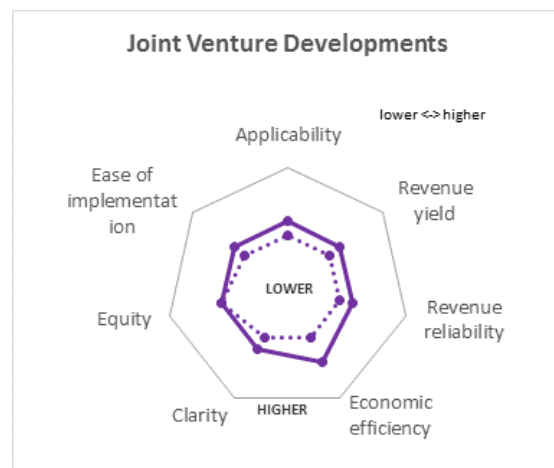 Joint Venture Developments
lower <-> higher
Applicability
Ease of
implementat
ion
Revenue
yield
LOWER
Equity
Revenue
reliability
Clarity
HIGHER
Economic
efficiency